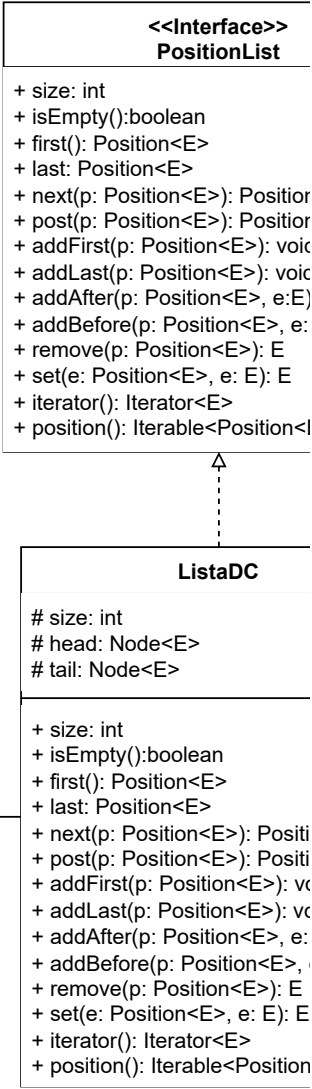 <<Interface>>
PositionList
+ size: int
+ isEmpty():boolean
+ first(): Position<E>
+ last: Position<E>
+ next(p: Position<E>): Position
+ post(p: Position<E>): Position
+ addFirst(p: Position<E>): void
+ addLast(p: Position<E>): void
+ addAfter(p: Position<E>, e:E)
+ addBefore(p: Position<E>, e:
+ remove(p: Position<E>): E
+ set(e: Position<E>, e: E): E
+ iterator(): Iterator<E>
+ position(): Iterable<Position<E
ListaDC
# size: int
# head: Node<E>
# tail: Node<E>
+ size: int
+ isEmpty():boolean
+ first(): Position<E>
+ last: Position<E>
+ next(p: Position<E>): Positi
+ post(p: Position<E>): Positi
+ addFirst(p: Position<E>): vo
+ addLast(p: Position<E>): vo
+ addAfter(p: Position<E>, e:
+ addBefore(p: Position<E>,
+ remove(p: Position<E>): E
+ set(e: Position<E>, e: E): E
+ iterator(): Iterator<E>
+ position(): Iterable<Position